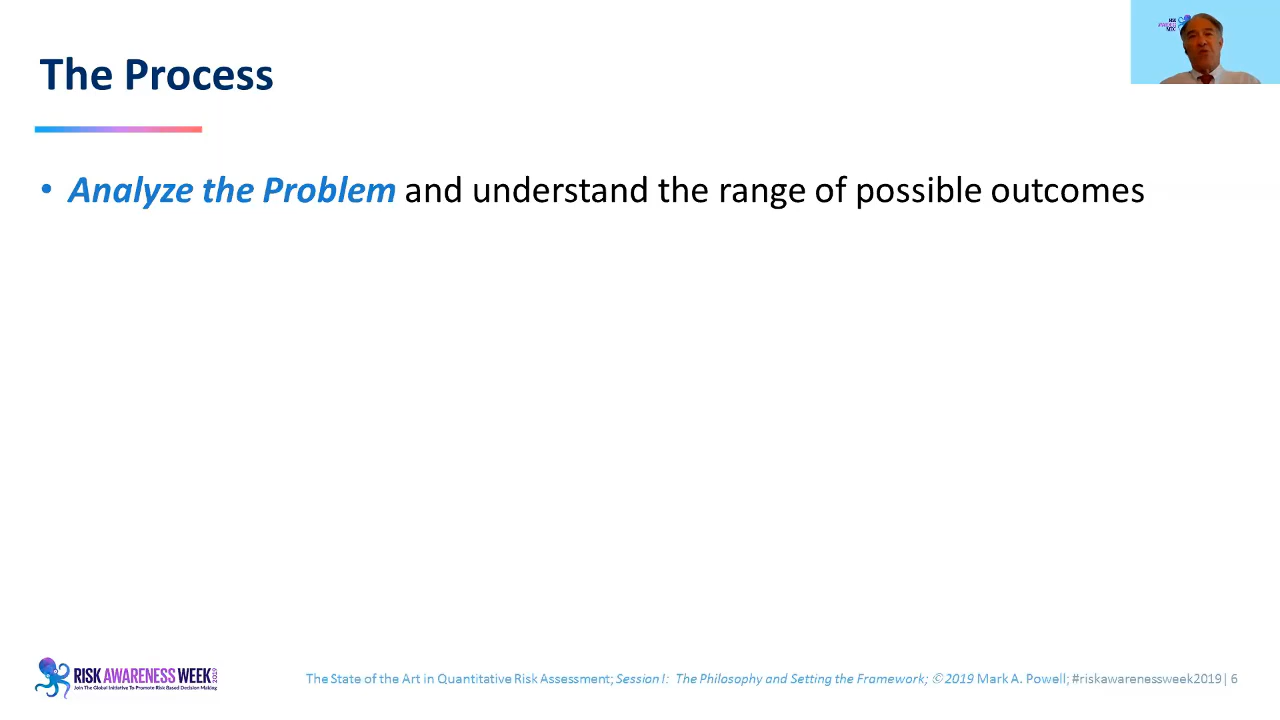 The Process
• Analyze the Problem and understand the range of possible outcomes
RISK AWARENESS WEEK 2019
Join The Global Initiative To Promote Risk Based Decision Making
The State of the Art in Quantitative Risk Assessment; Session I: The Philosophy and Setting the Framework; © 2019 Mark A. Powell; #riskawarenessweek2019 | 6